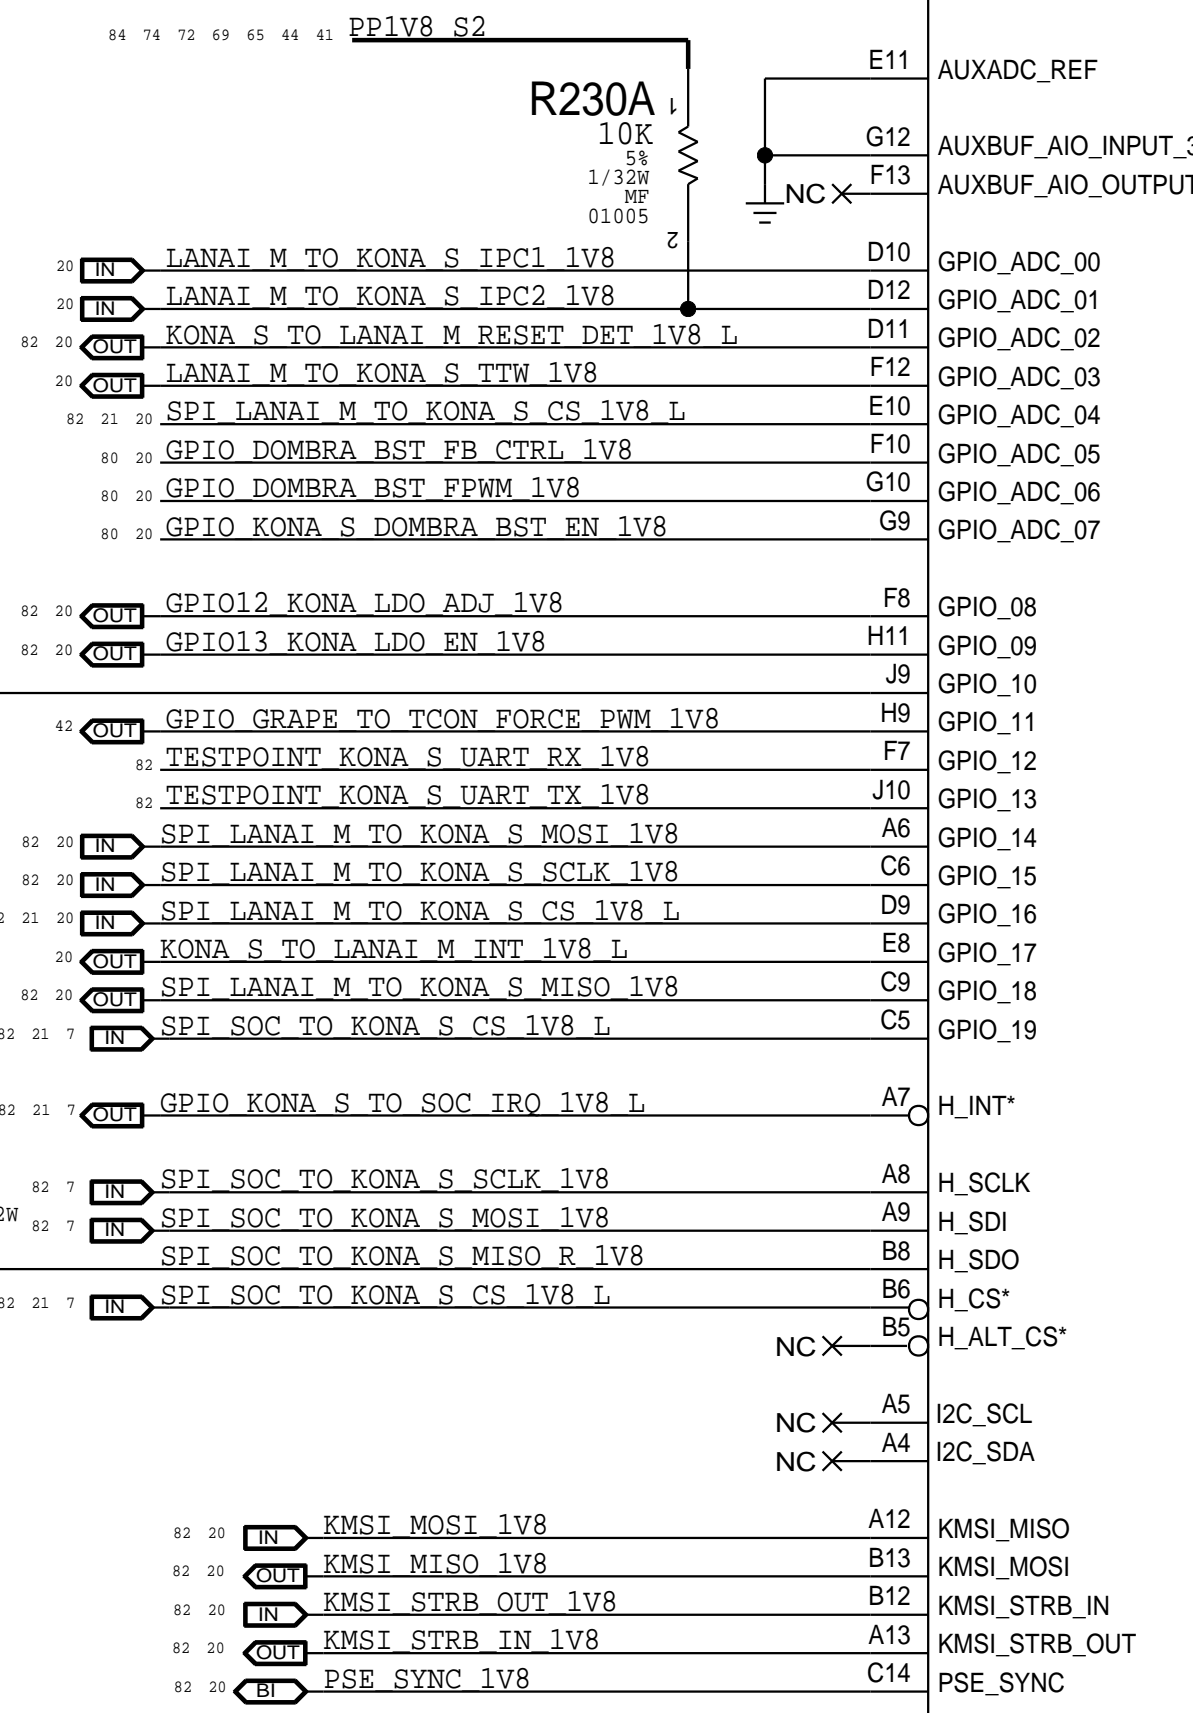 84 74 72 69 65 44 41 PP1V8_S2
R230A 1
10K
5%
1/32W
MF
01005
2
E11 AUXADC_REF
G12 AUXBUF_AIO_INPUT_3
NC F13 AUXBUF_AIO_OUTPUT
20 IN LANAI_M_TO_KONA_S_IPC1_1V8 D10 GPIO_ADC_00
20 IN LANAI_M_TO_KONA_S_IPC2_1V8 D12 GPIO_ADC_01
82 20 OUT KONA_S_TO_LANAI_M_RESET_DET_1V8_L D11 GPIO_ADC_02
20 OUT LANAI_M_TO_KONA_S_TTW_1V8 F12 GPIO_ADC_03
82 21 20 SPI_LANAI_M_TO_KONA_S_CS_1V8_L E10 GPIO_ADC_04
80 20 GPIO_DOMBRA_BST_FB_CTRL_1V8 F10 GPIO_ADC_05
80 20 GPIO_DOMBRA_BST_FPWM_1V8 G10 GPIO_ADC_06
80 20 GPIO_KONA_S_DOMBRA_BST_EN_1V8 G9 GPIO_ADC_07
82 20 OUT GPIO12_KONA_LDO_ADJ_1V8 F8 GPIO_08
82 20 OUT GPIO13_KONA_LDO_EN_1V8 H11 GPIO_09
J9 GPIO_10
42 OUT GPIO_GRAPE_TO_TCON_FORCE_PWM_1V8 H9 GPIO_11
82 TESTPOINT_KONA_S_UART_RX_1V8 F7 GPIO_12
82 TESTPOINT_KONA_S_UART_TX_1V8 J10 GPIO_13
82 20 IN SPI_LANAI_M_TO_KONA_S_MOSI_1V8 A6 GPIO_14
82 20 IN SPI_LANAI_M_TO_KONA_S_SCLK_1V8 C6 GPIO_15
2 21 20 IN SPI_LANAI_M_TO_KONA_S_CS_1V8_L D9 GPIO_16
20 OUT KONA_S_TO_LANAI_M_INT_1V8_L E8 GPIO_17
82 20 OUT SPI_LANAI_M_TO_KONA_S_MISO_1V8 C9 GPIO_18
82 21 7 IN SPI_SOC_TO_KONA_S_CS_1V8_L C5 GPIO_19
82 21 7 OUT GPIO_KONA_S_TO_SOC_IRQ_1V8_L A7 H_INT*
82 7 IN SPI_SOC_TO_KONA_S_SCLK_1V8 A8 H_SCLK
2W 82 7 IN SPI_SOC_TO_KONA_S_MOSI_1V8 A9 H_SDI
SPI_SOC_TO_KONA_S_MISO_R_1V8 B8 H_SDO
82 21 7 IN SPI_SOC_TO_KONA_S_CS_1V8_L B6 H_CS*
NC B5 H_ALT_CS*
NC A5 I2C_SCL
NC A4 I2C_SDA
82 20 IN KMSI_MOSI_1V8 A12 KMSI_MISO
82 20 OUT KMSI_MISO_1V8 B13 KMSI_MOSI
82 20 IN KMSI_STRB_OUT_1V8 B12 KMSI_STRB_IN
82 20 OUT KMSI_STRB_IN_1V8 A13 KMSI_STRB_OUT
82 20 BI PSE_SYNC_1V8 C14 PSE_SYNC